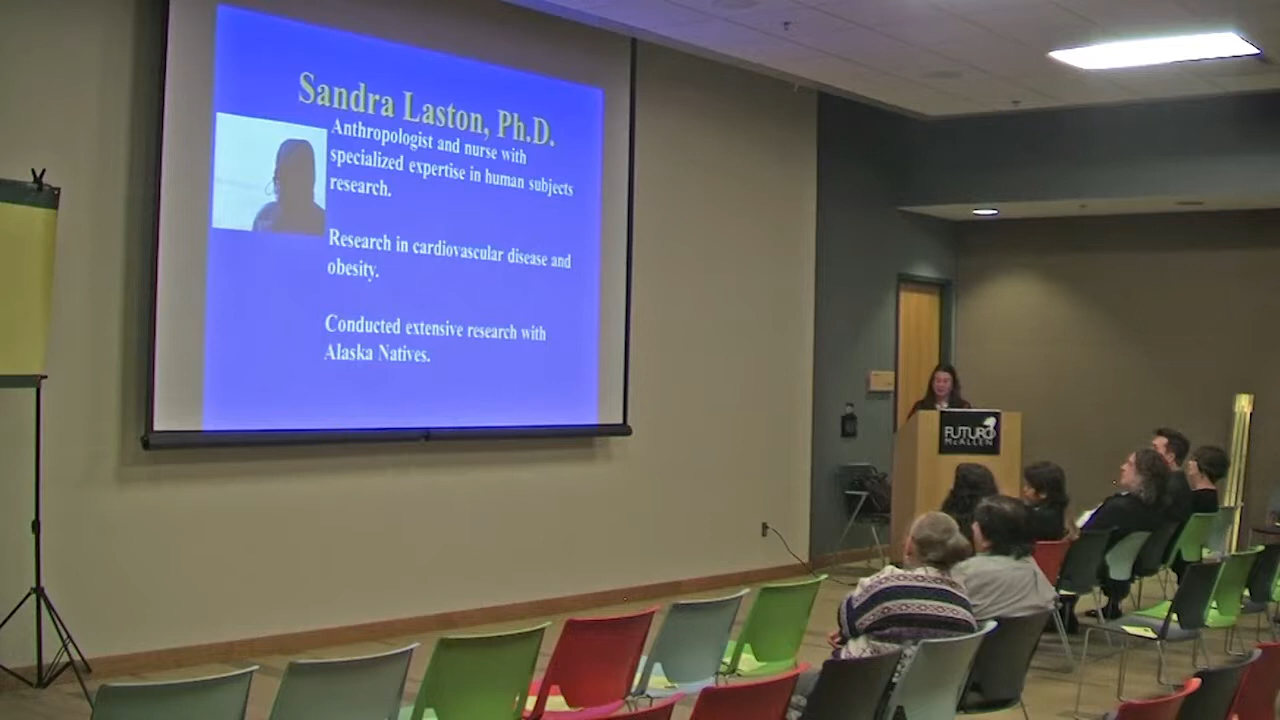 Sandra Laston, Ph.D.
Anthropologist and nurse with
specialized expertise in human subjects
research.
Research in cardiovascular disease and
obesity.
Conducted extensive research with
Alaska Natives.
FUTURO
McALLEN